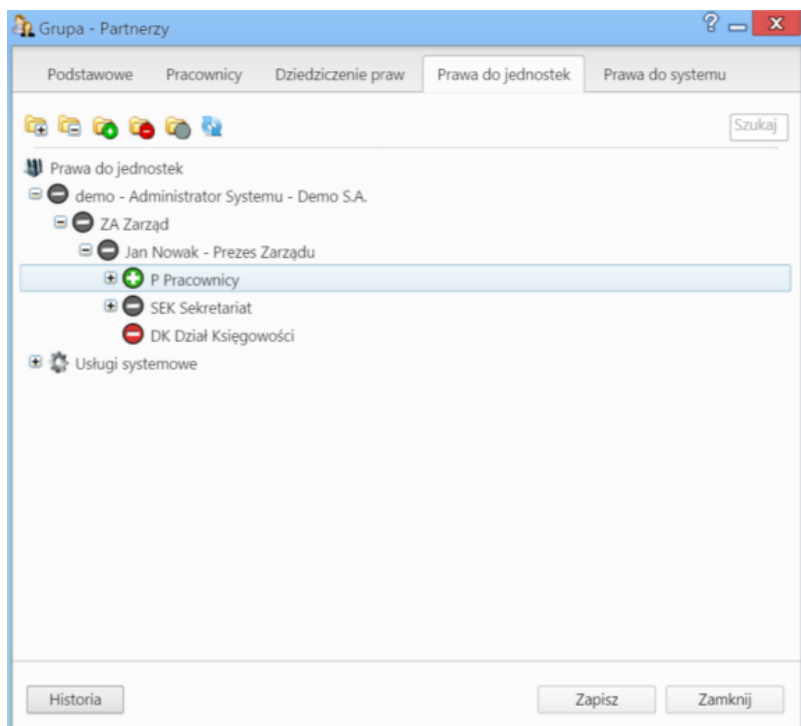 Grupa - Partnerzy
Podstawowe Pracownicy Dziedziczenie praw Prawa do jednostek Prawa do systemu
Szukaj
Prawa do jednostek
demo - Administrator Systemu - Demo S.A.
ZA Zarząd
Jan Nowak - Prezes Zarządu
P Pracownicy
SEK Sekretariat
DK Dział Księgowości
Usługi systemowe
Historia Zapisz Zamknij